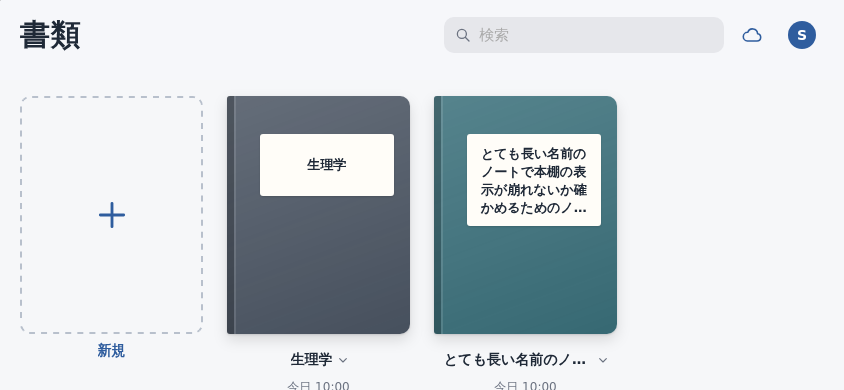 書類
検索
S
生理学
とても長い名前の
ノートで本棚の表
示が崩れないか確
かめるためのノ…
新規
生理学
とても長い名前のノ…
今日 10:00
今日 10:00